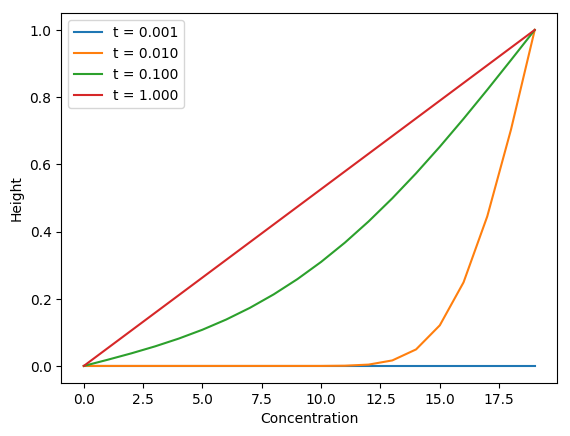 t = 0.001
t = 0.010
t = 0.100
t = 1.000
1.0
0.8
0.6
0.4
0.2
0.0
Height
0.0 2.5 5.0 7.5 10.0 12.5 15.0 17.5
Concentration